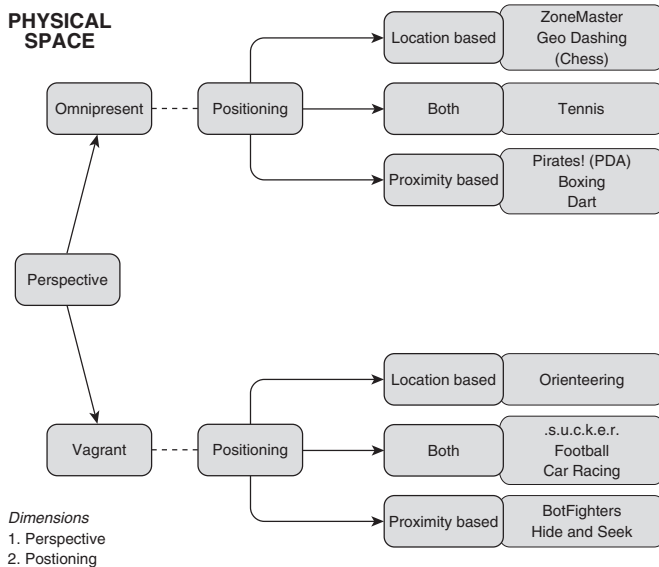 PHYSICAL
SPACE
Omnipresent
Positioning
Location based
ZoneMaster
Geo Dashing
(Chess)
Both
Tennis
Proximity based
Pirates! (PDA)
Boxing
Dart
Perspective
Vagrant
Positioning
Location based
Orienteering
Both
.s.u.c.k.e.r.
Football
Car Racing
Proximity based
BotFighters
Hide and Seek
Dimensions
1. Perspective
2. Postioning